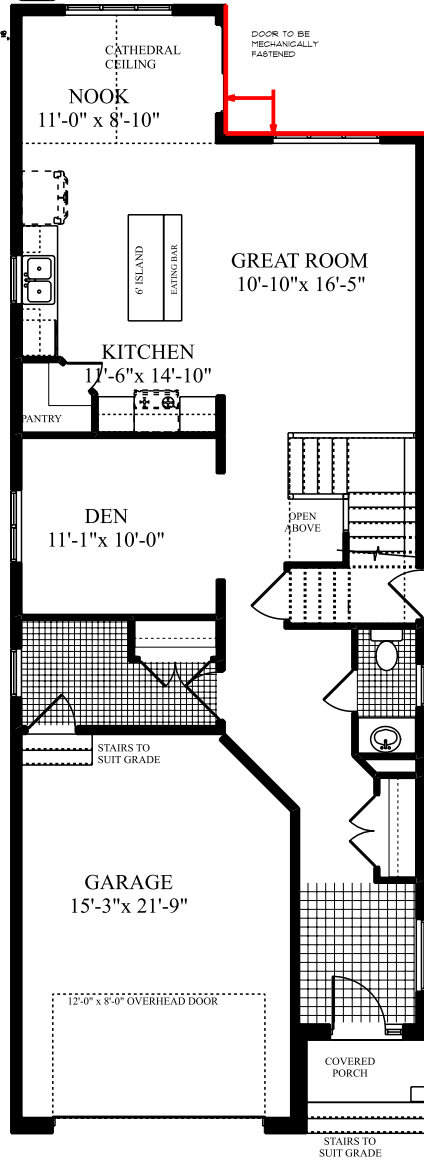 DOOR TO BE
MECHANICALLY
FASTENED
CATHEDRAL
CEILING
NOOK
11'-0" x 8'-10"
6' ISLAND
EATING BAR
GREAT ROOM
10'-10"x 16'-5"
KITCHEN
11'-6"x 14'-10"
PANTRY
DEN
11'-1"x 10'-0"
OPEN
ABOVE
STAIRS TO
SUIT GRADE
GARAGE
15'-3"x 21'-9"
12'-0" x 8'-0" OVERHEAD DOOR
COVERED
PORCH
STAIRS TO
SUIT GRADE